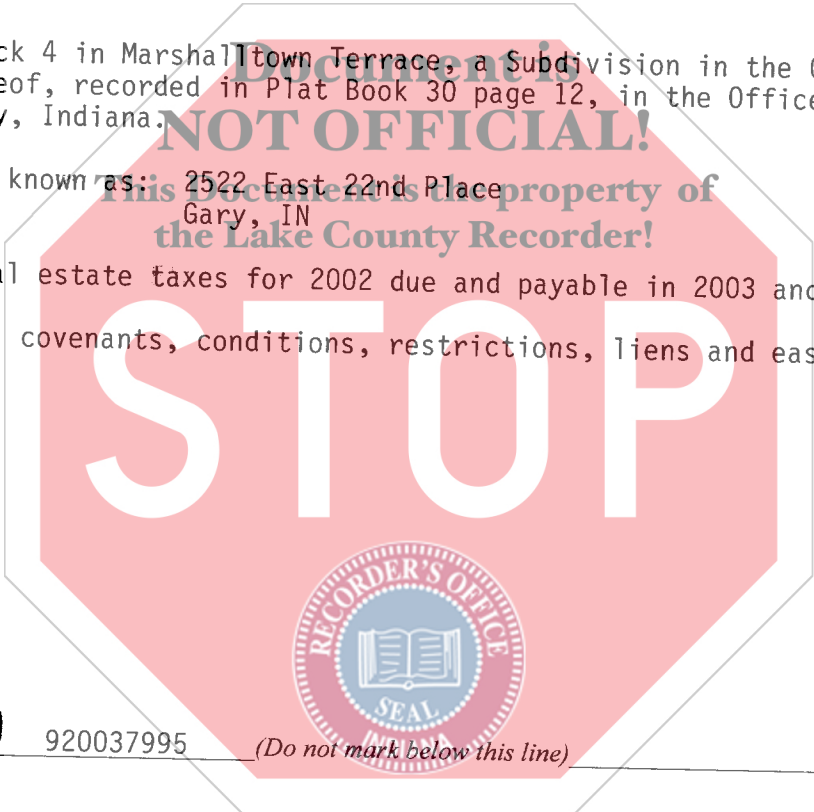 ck 4 in Marshalltown Terrace, a Subdivision in the
Document is
eof, recorded in Plat Book 30 page 12, in the Office
y, Indiana.
NOT OFFICIAL!
known as: 2522 East 22nd Place
This Document is the property of
Gary, IN
the Lake County Recorder!
al estate taxes for 2002 due and payable in 2003 and
covenants, conditions, restrictions, liens and eas
STOP
RECORDER'S OFFICE
SEAL
INDIANA
920037995 (Do not mark below this line)